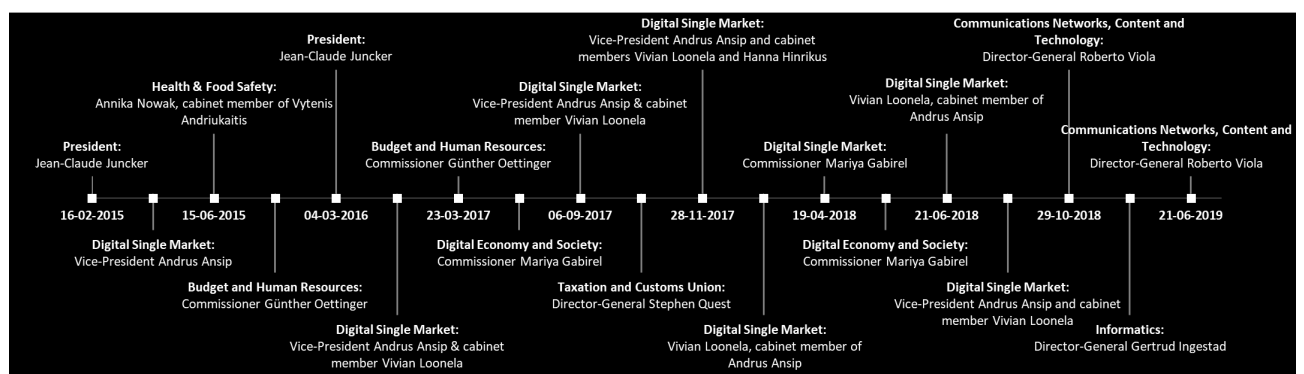 President:
Jean-Claude Juncker
Health & Food Safety:
Annika Nowak, cabinet member of Vytenis
Andriukaitis
President:
Jean-Claude Juncker
Budget and Human Resources:
Commissioner Günther Oettinger
Digital Single Market:
Vice-President Andrus Ansip & cabinet
member Vivian Loonela
Digital Single Market:
Vice-President Andrus Ansip and cabinet
members Vivian Loonela and Hanna Hinrikus
Digital Single Market:
Commissioner Mariya Gabirel
Digital Single Market:
Vivian Loonela, cabinet member of
Andrus Ansip
Communications Networks, Content and
Technology:
Director-General Roberto Viola
Communications Networks, Content and
Technology:
Director-General Roberto Viola
16-02-2015
15-06-2015
04-03-2016
23-03-2017
06-09-2017
28-11-2017
19-04-2018
21-06-2018
29-10-2018
21-06-2019
Digital Single Market:
Vice-President Andrus Ansip
Budget and Human Resources:
Commissioner Günther Oettinger
Digital Single Market:
Vice-President Andrus Ansip & cabinet
member Vivian Loonela
Digital Economy and Society:
Commissioner Mariya Gabirel
Taxation and Customs Union:
Director-General Stephen Quest
Digital Single Market:
Vivian Loonela, cabinet member of
Andrus Ansip
Digital Economy and Society:
Commissioner Mariya Gabirel
Digital Single Market:
Vice-President Andrus Ansip and cabinet
member Vivian Loonela
Informatics:
Director-General Gertrud Ingestad